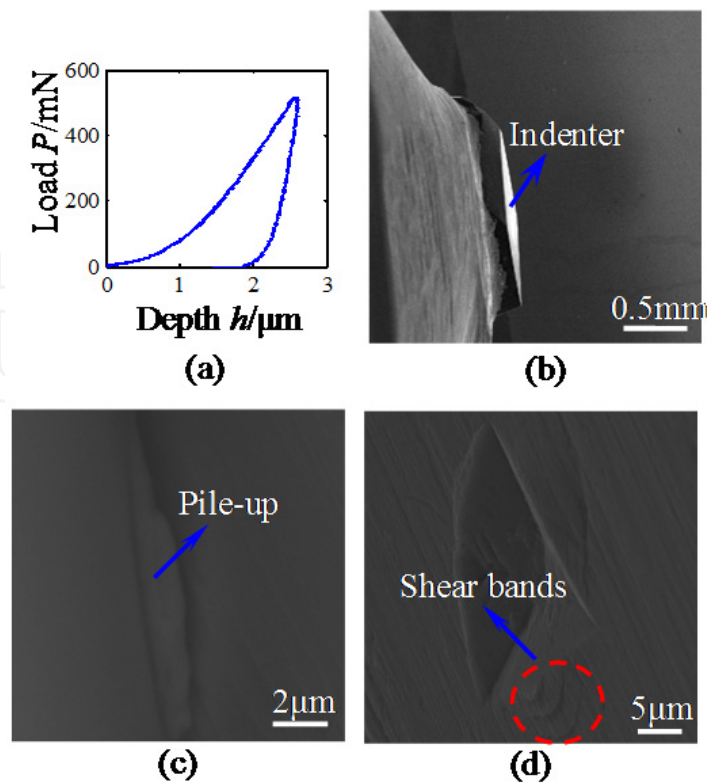 600
400
200
0
Load P/mN
0 1 2 3
Depth h/μm
(a)
Indenter
0.5mm
(b)
Pile-up
2μm
(c)
Shear bands
5μm
(d)